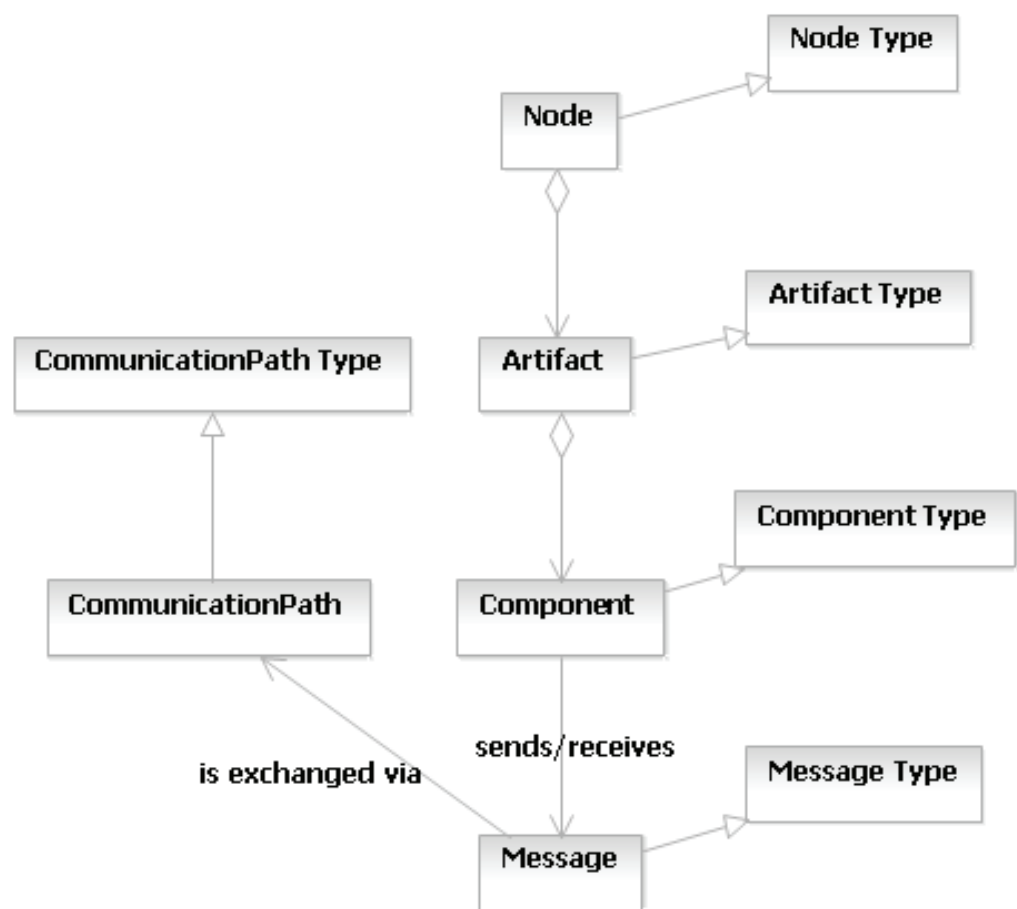 Node Type
Node
Artifact Type
CommunicationPath Type
Artifact
Component Type
CommunicationPath
Component
sends/receives
is exchanged via
Message Type
Message